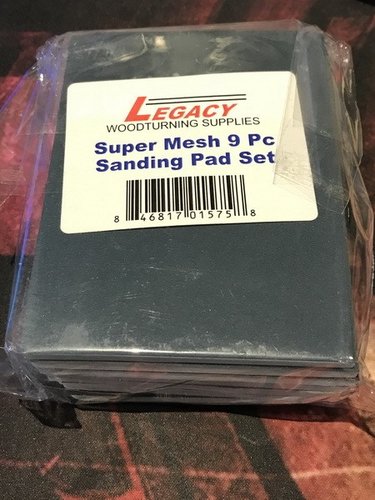 LEGACY
WOODTURNING SUPPLIES
Super Mesh 9 Pc
Sanding Pad Set
8 46817 01575 8